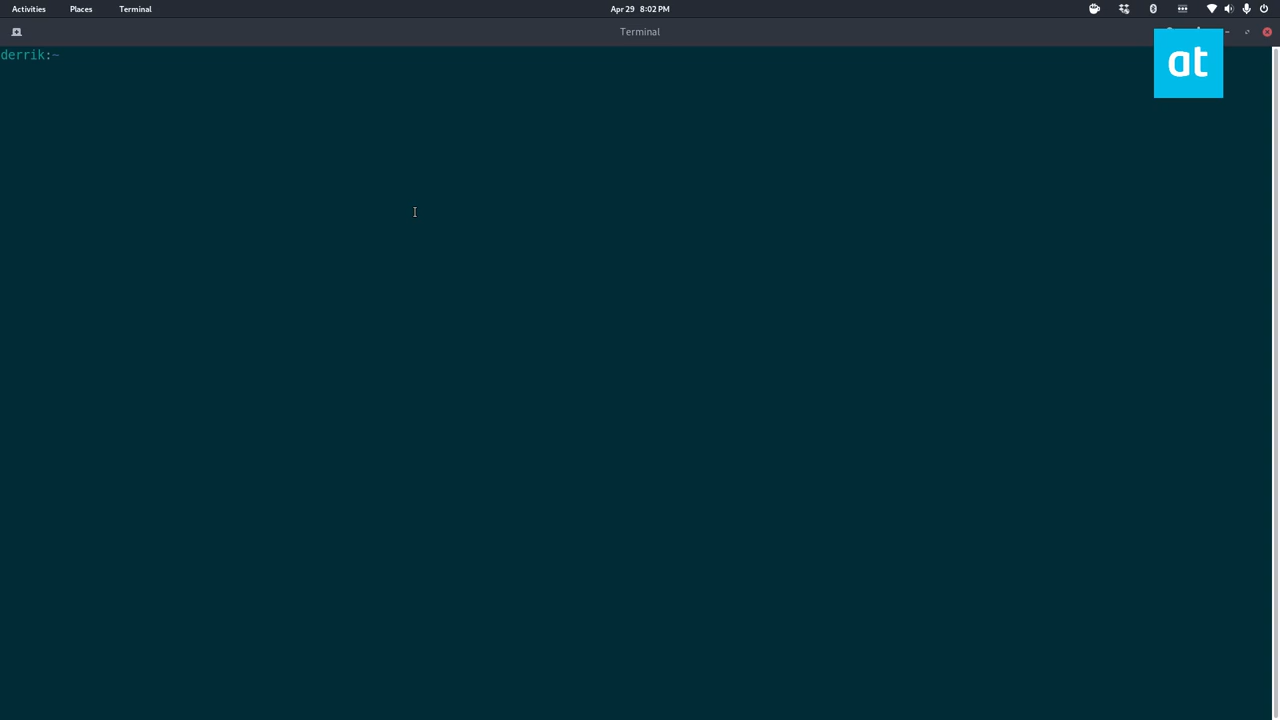 Activities Places Terminal Apr 29 8:02 PM
Terminal
derrik:~
at